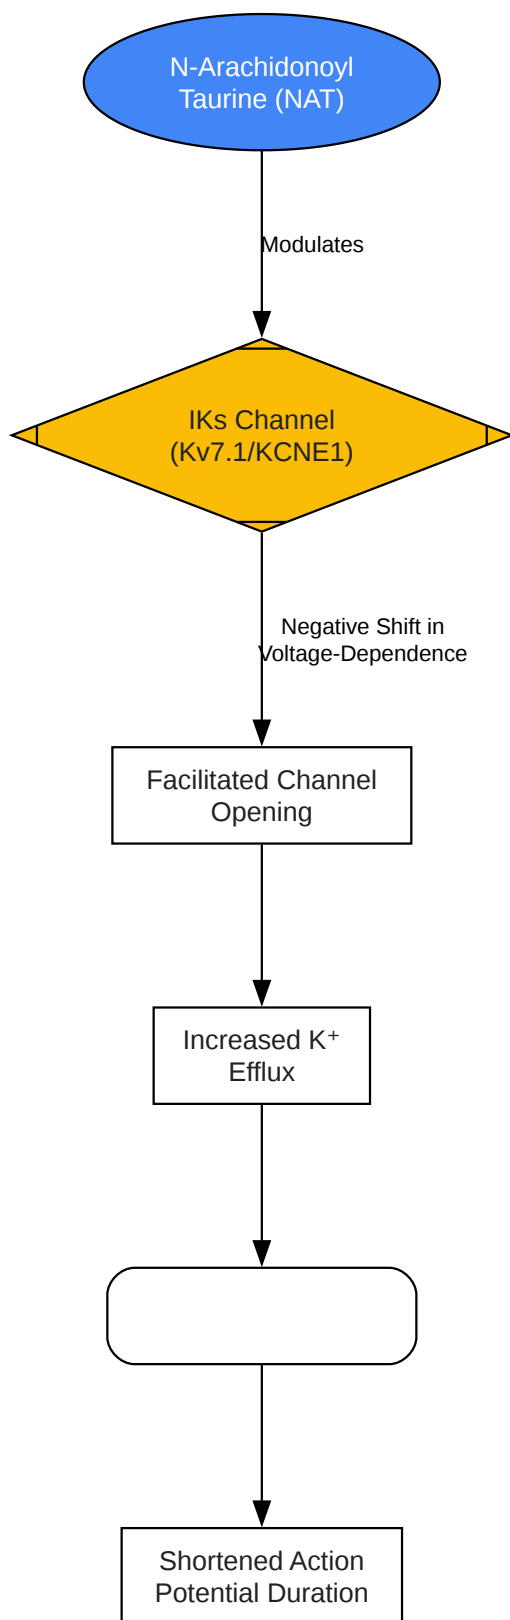 N-Arachidonoyl
Taurine (NAT)
Modulates
IKs Channel
(Kv7.1/KCNE1)
Negative Shift in
Voltage-Dependence
Facilitated Channel
Opening
Increased K⁺
Efflux
Shortened Action
Potential Duration